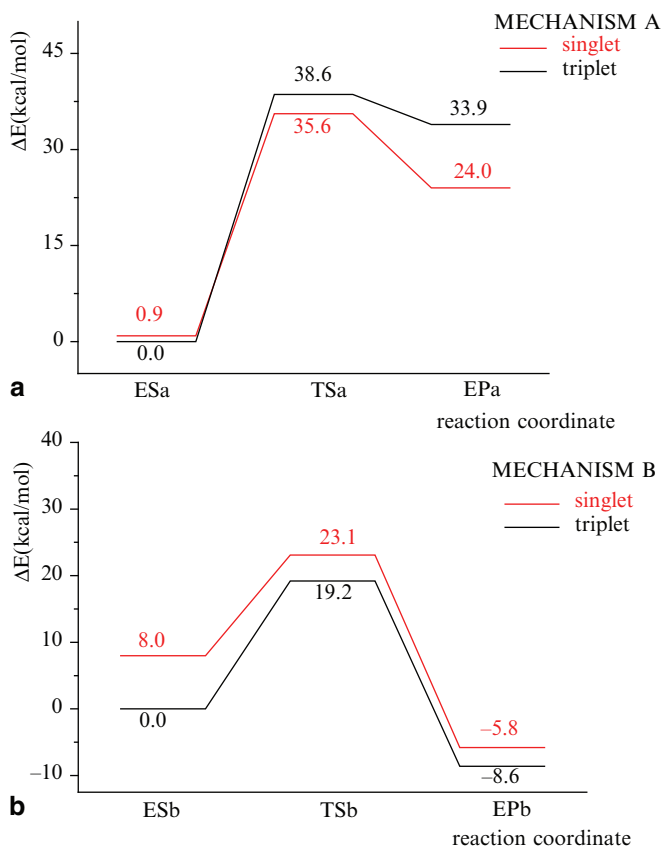 MECHANISM A
singlet
triplet
ΔE(kcal/mol)
45
30
15
0
38.6
35.6
33.9
24.0
0.9
0.0
ESa
TSa
EPa
a
reaction coordinate
MECHANISM B
singlet
triplet
ΔE(kcal/mol)
40
30
20
10
0
–10
23.1
19.2
8.0
0.0
–5.8
–8.6
ESb
TSb
EPb
b
reaction coordinate